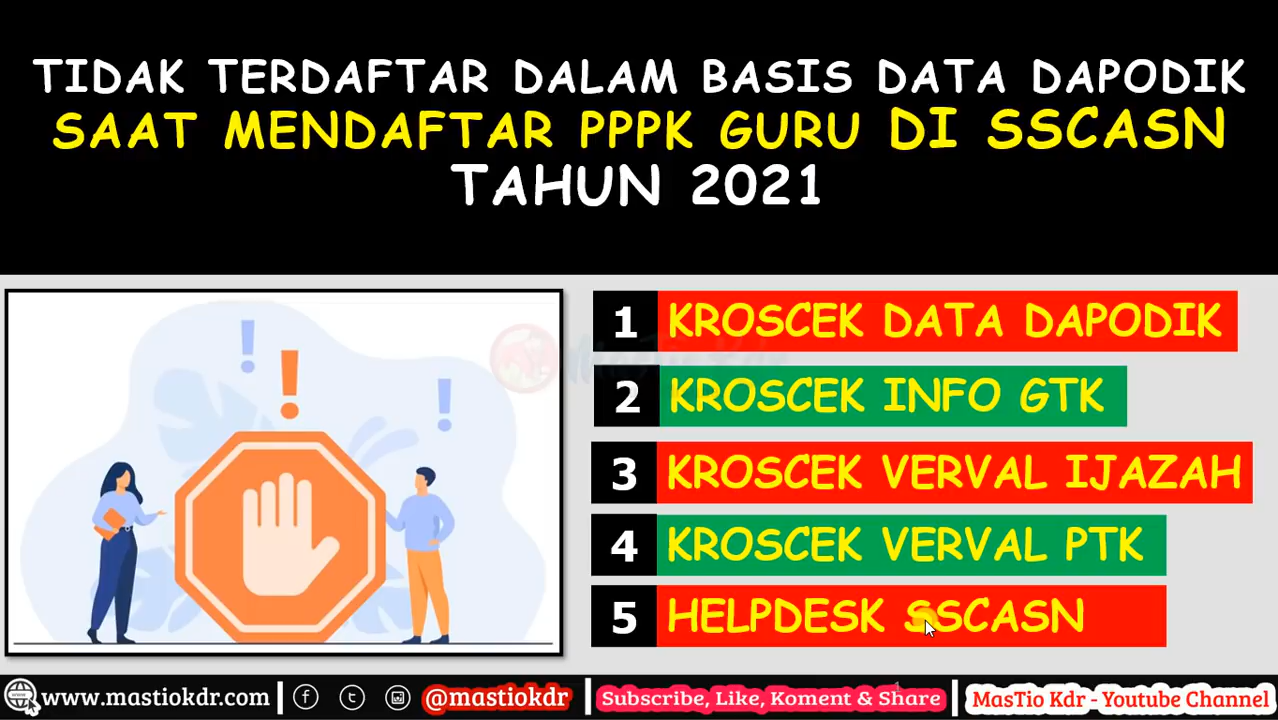 TIDAK TERDAFTAR DALAM BASIS DATA DAPODIK
SAAT MENDAFTAR PPPK GURU DI SSCASN
TAHUN 2021
1 KROSCEK DATA DAPODIK
MasTio Kdr
2 KROSCEK INFO GTK
3 KROSCEK VERVAL IJAZAH
4 KROSCEK VERVAL PTK
5 HELPDESK SSCASN
www.mastiokdr.com
@mastiokdr
Subscribe, Like, Koment & Share
MasTio Kdr - Youtube Channel